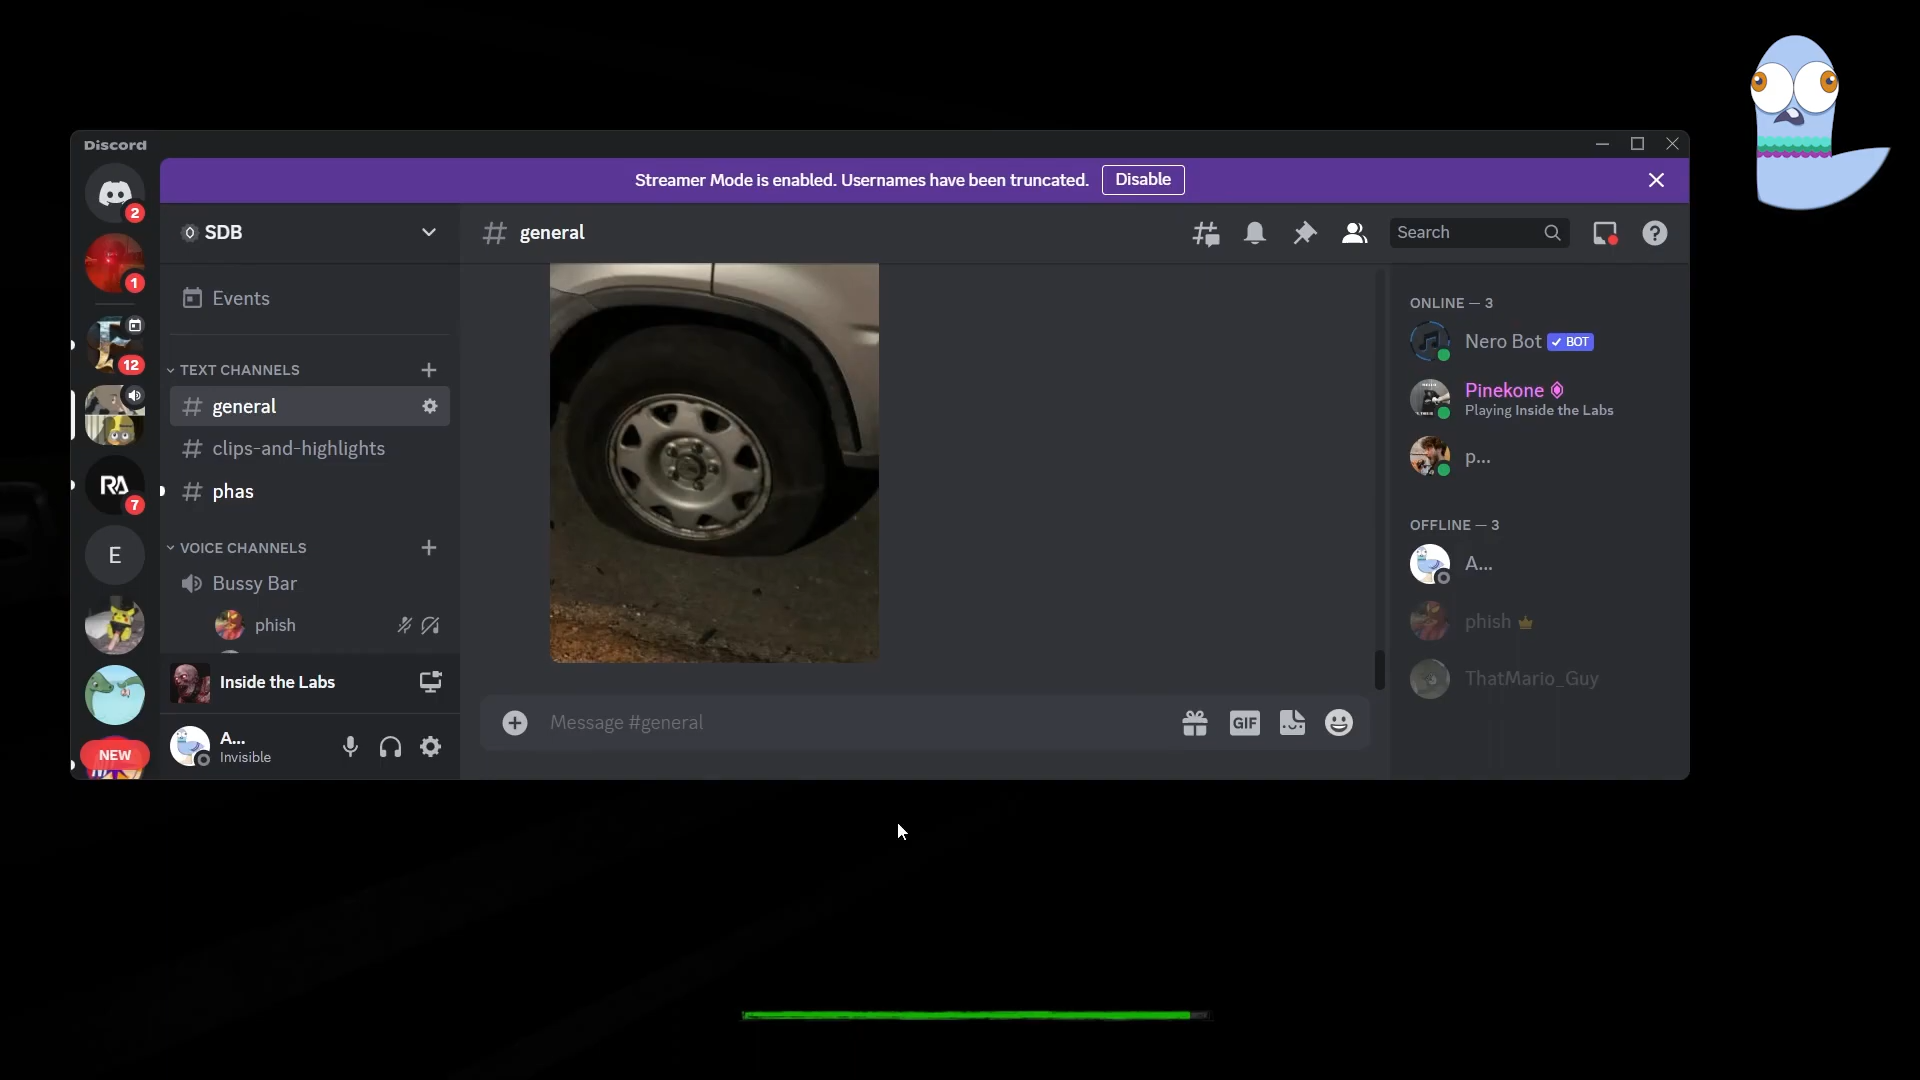 Discord
Streamer Mode is enabled. Usernames have been truncated.
Disable
2
SDB
general
Search
1
Events
ONLINE — 3
Nero Bot
BOT
12
TEXT CHANNELS
general
Pinekone
Playing Inside the Labs
clips-and-highlights
p...
RA
7
phas
OFFLINE — 3
VOICE CHANNELS
E
Bussy Bar
A...
phish
phish
Inside the Labs
ThatMario_Guy
Message #general
GIF
A...
Invisible
NEW